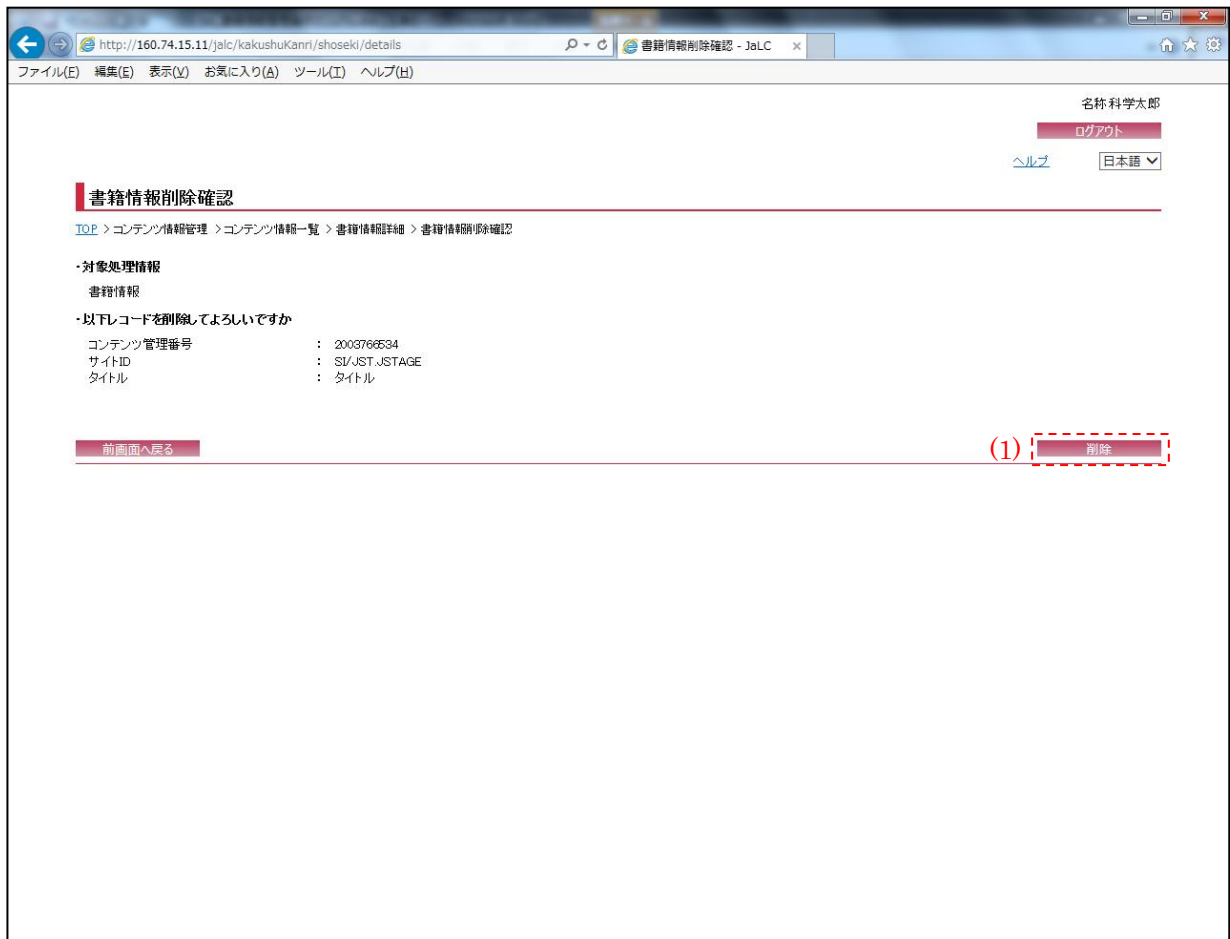 http://160.74.15.11/jalc/kakushuKanri/shoseki/details
書籍情報削除確認 - JaLC
ファイル(F) 編集(E) 表示(V) お気に入り(A) ツール(T) ヘルプ(H)
名称 科学太郎
ログアウト
ヘルプ 日本語
書籍情報削除確認
TOP > コンテンツ情報管理 > コンテンツ情報一覧 > 書籍情報詳細 > 書籍情報削除確認
・対象処理情報
書籍情報
・以下レコードを削除してよろしいですか
コンテンツ管理番号 : 2003766534
サイトID : SI/JST.JSTAGE
タイトル : タイトル
前画面へ戻る (1) 削除